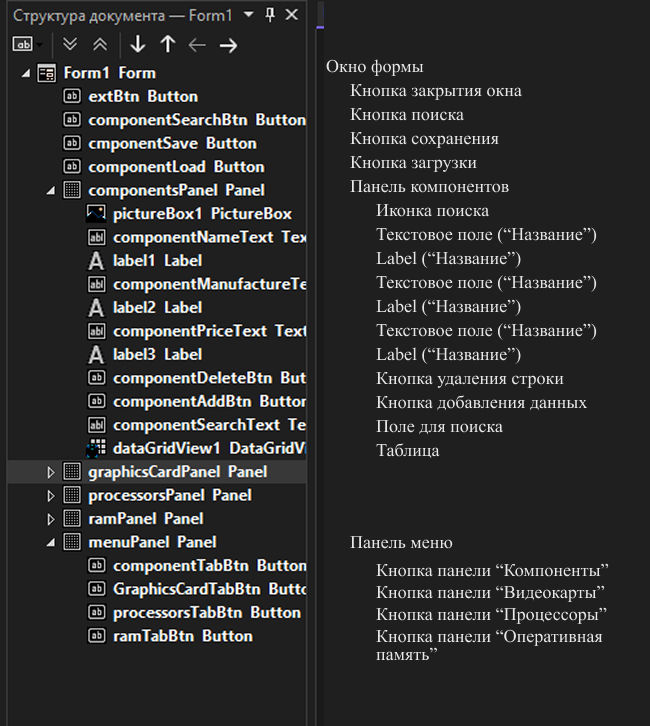 Структура документа — Form1
Form1 Form
extBtn Button
componentSearchBtn Button
cmponentSave Button
componentLoad Button
componentsPanel Panel
pictureBox1 PictureBox
componentNameText Tex
label1 Label
componentManufactureTe
label2 Label
componentPriceText Text
label3 Label
componentDeleteBtn But
componentAddBtn Button
componentSearchText Te
dataGridView1 DataGridVi
graphicsCardPanel Panel
processorsPanel Panel
ramPanel Panel
menuPanel Panel
componentTabBtn Button
GraphicsCardTabBtn Butto
processorsTabBtn Button
ramTabBtn Button
Окно формы
Кнопка закрытия окна
Кнопка поиска
Кнопка сохранения
Кнопка загрузки
Панель компонентов
Иконка поиска
Текстовое поле (“Название”)
Label (“Название”)
Текстовое поле (“Название”)
Label (“Название”)
Текстовое поле (“Название”)
Label (“Название”)
Кнопка удаления строки
Кнопка добавления данных
Поле для поиска
Таблица
Панель меню
Кнопка панели “Компоненты”
Кнопка панели “Видеокарты”
Кнопка панели “Процессоры”
Кнопка панели “Оперативная
память”